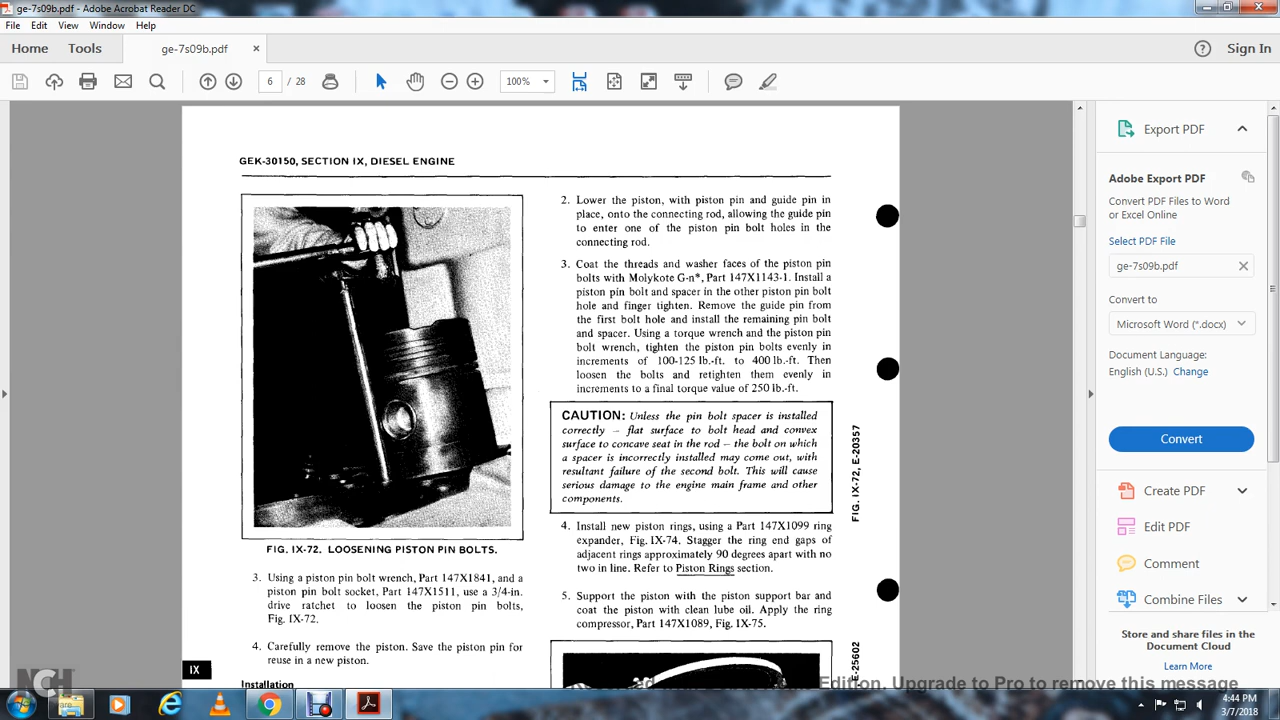 ge-7s09b.pdf - Adobe Acrobat Reader DC
File Edit View Window Help
Home Tools ge-7s09b.pdf × ? Sign In
6 / 28 100%
GEK-30150, SECTION IX, DIESEL ENGINE
FIG. IX-72. LOOSENING PISTON PIN BOLTS.
3. Using a piston pin bolt wrench, Part 147X1841, and a
piston pin bolt socket, Part 147X1511, use a 3/4-in.
drive ratchet to loosen the piston pin bolts,
Fig. IX-72.
4. Carefully remove the piston. Save the piston pin for
reuse in a new piston.
IX
Installation
2. Lower the piston, with piston pin and guide pin in
place, onto the connecting rod, allowing the guide pin
to enter one of the piston pin bolt holes in the
connecting rod.
3. Coat the threads and washer faces of the piston pin
bolts with Molykote G-n*, Part 147X1143-1. Install a
piston pin bolt and spacer in the other piston pin bolt
hole and finger tighten. Remove the guide pin from
the first bolt hole and install the remaining pin bolt
and spacer. Using a torque wrench and the piston pin
bolt wrench, tighten the piston pin bolts evenly in
increments of 100-125 lb.-ft. to 400 lb.-ft. Then
loosen the bolts and retighten them evenly in
increments to a final torque value of 250 lb.-ft.
CAUTION: Unless the pin bolt spacer is installed
correctly – flat surface to bolt head and convex
surface to concave seat in the rod – the bolt on which
a spacer is incorrectly installed may come out, with
resultant failure of the second bolt. This will cause
serious damage to the engine main frame and other
components.
4. Install new piston rings, using a Part 147X1099 ring
expander, Fig. IX-74. Stagger the ring end gaps of
adjacent rings approximately 90 degrees apart with no
two in line. Refer to Piston Rings section.
5. Support the piston with the piston support bar and
coat the piston with clean lube oil. Apply the ring
compressor, Part 147X1089, Fig. IX-75.
FIG. IX-72, E-20357
E-25602
Export PDF
Adobe Export PDF
Convert PDF Files to Word
or Excel Online
Select PDF File
ge-7s09b.pdf
Convert to
Microsoft Word (*.docx)
Document Language:
English (U.S.) Change
Convert
Create PDF
Edit PDF
Comment
Combine Files
Store and share files in the
Document Cloud
Learn More
NCH
Edition. Upgrade to Pro to remove this message
4:44 PM
3/7/2018